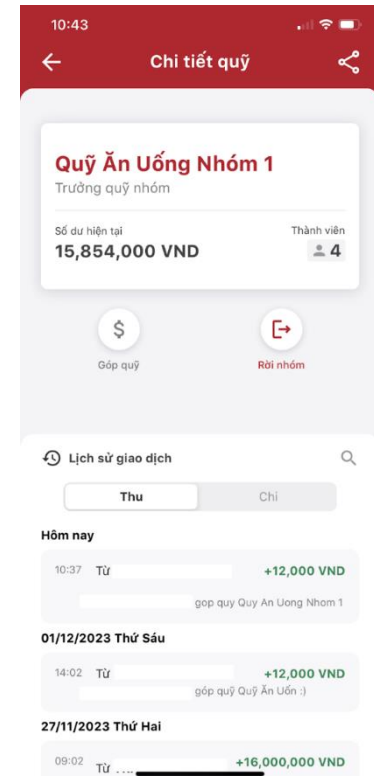 10:43
Chi tiết quỹ
Quỹ Ăn Uống Nhóm 1
Trưởng quỹ nhóm
Số dư hiện tại
Thành viên
15,854,000 VND
4
Góp quỹ
Rời nhóm
Lịch sử giao dịch
Thu
Chi
Hôm nay
10:37 Từ +12,000 VND
gop quy Quy An Uong Nhom 1
01/12/2023 Thứ Sáu
14:02 Từ +12,000 VND
góp quỹ Quỹ Ăn Uốn :)
27/11/2023 Thứ Hai
09:02 Từ +16,000,000 VND